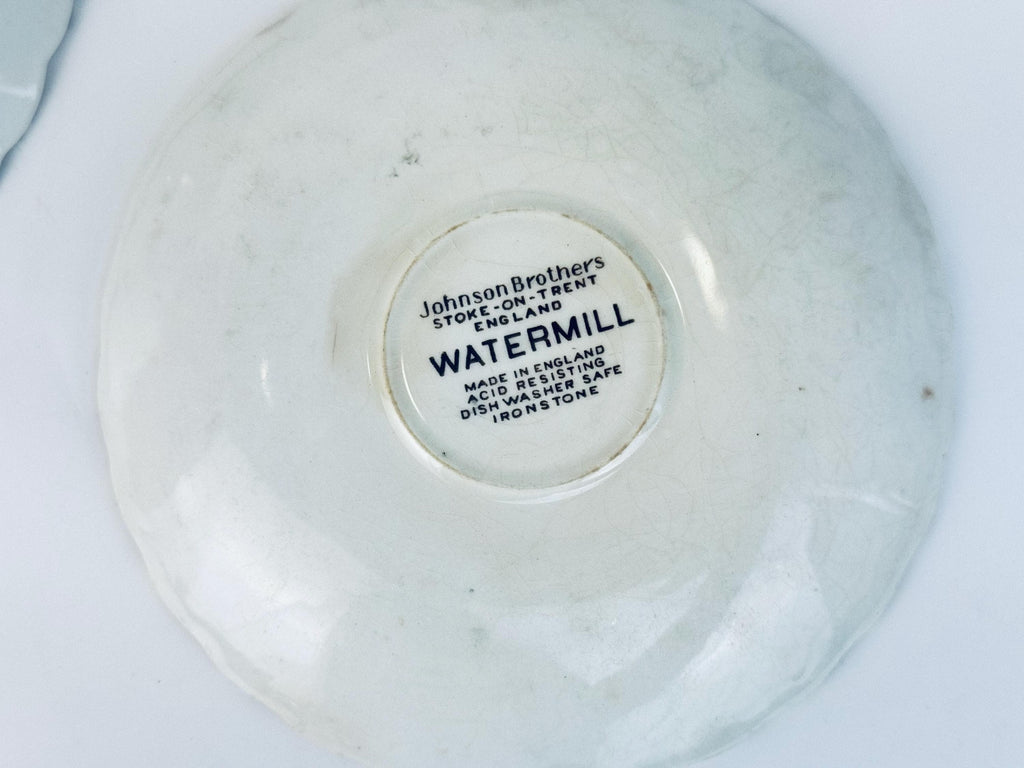 Johnson Brothers
STOKE-ON-TRENT
ENGLAND
WATERMILL
MADE IN ENGLAND
ACID RESISTING
DISHWASHER SAFE
IRONSTONE